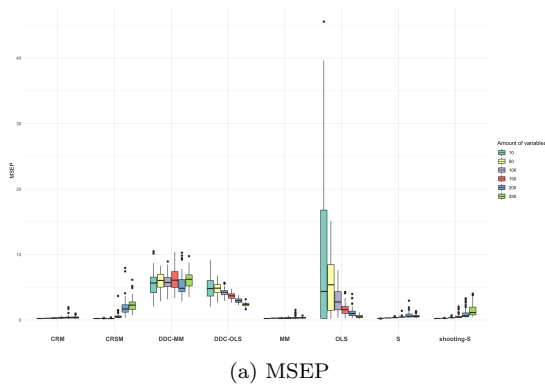 40
30
20
10
0
MSEP
CRM
CRSM
DDC-MM
DDC-OLS
MM
OLS
S
shooting-S
Amount of variables
10
50
100
150
200
250
(a) MSEP